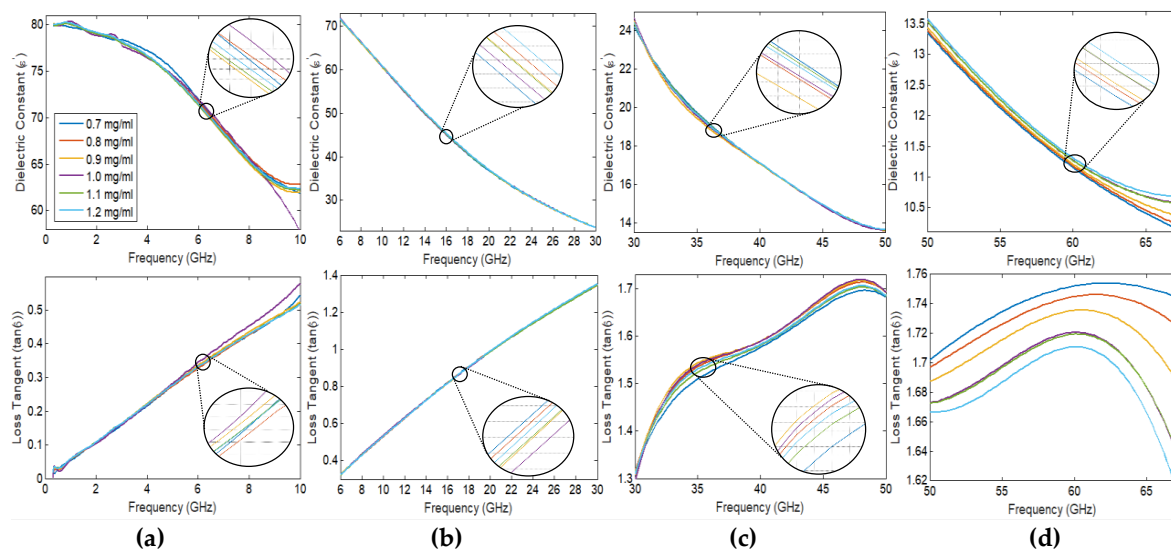 80
75
70
65
60
0
2
4
6
8
10
Dielectric Constant (ε')
Frequency (GHz)
0.7 mg/ml
0.8 mg/ml
0.9 mg/ml
1.0 mg/ml
1.1 mg/ml
1.2 mg/ml
70
60
50
40
30
6 8 10 12 14 16 18 20 22 24 26 28 30
Dielectric Constant (ε')
Frequency (GHz)
24
22
20
18
16
14
30 35 40 45 50
Dielectric Constant (ε')
Frequency (GHz)
13.5
13
12.5
12
11.5
11
10.5
50 55 60 65
Dielectric Constant (ε')
Frequency (GHz)
0.5
0.4
0.3
0.2
0.1
0
0 2 4 6 8 10
Loss Tangent
Frequency (GHz)
1.4
1.2
1.0
0.8
0.6
0.4
6 8 10 12 14 16 18 20 22 24 26 28 30
Loss Tangent
Frequency (GHz)
1.7
1.6
1.5
1.4
1.3
30 35 40 45 50
Loss Tangent
Frequency (GHz)
1.76
1.74
1.72
1.70
1.68
1.66
1.64
1.62
50 55 60 65
Loss Tangent
Frequency (GHz)
(a)
(b)
(c)
(d)